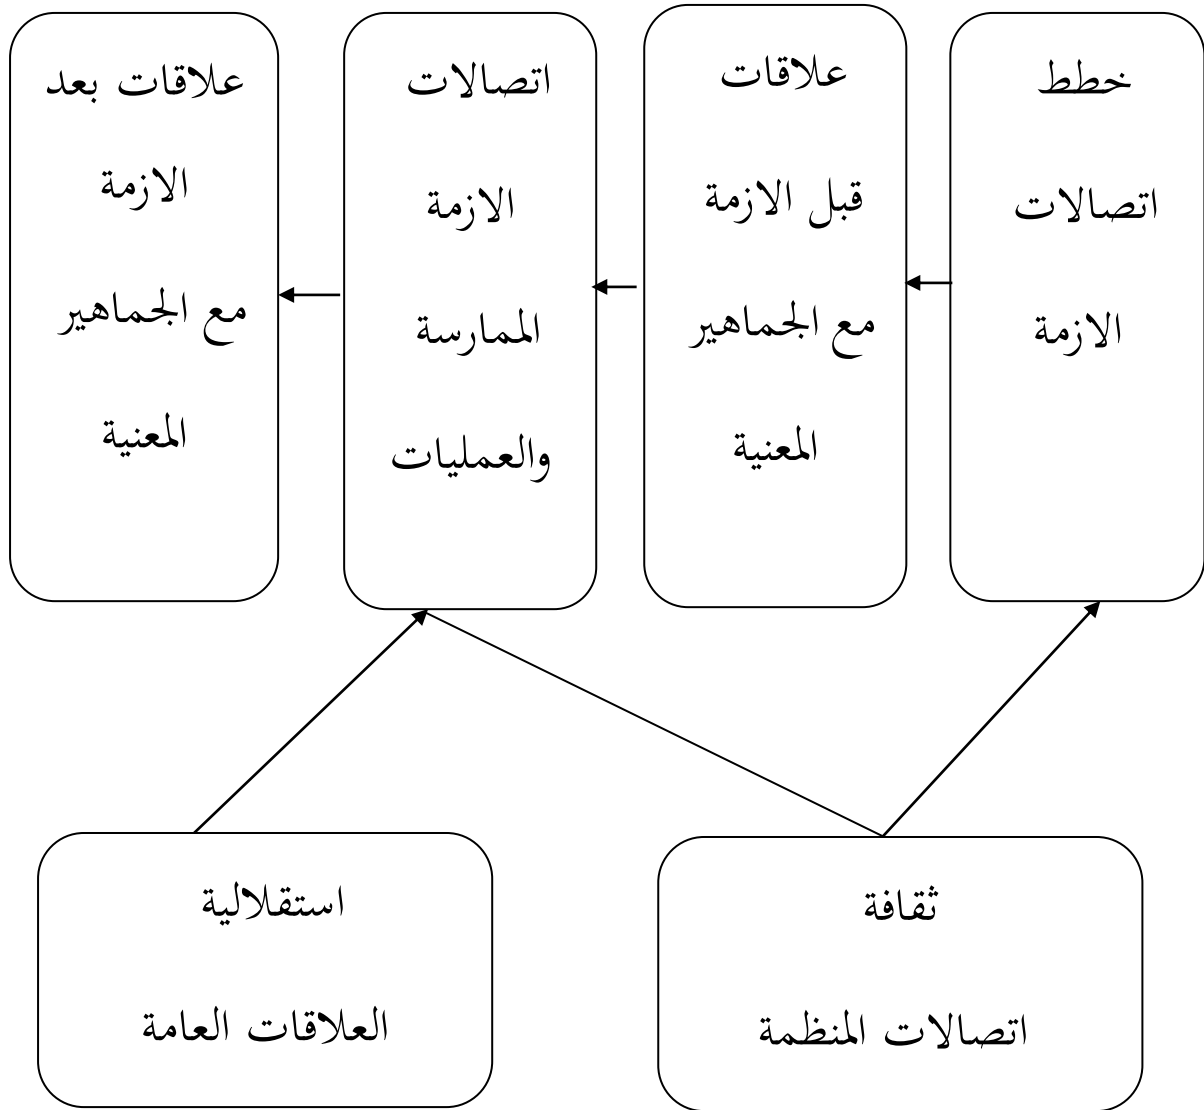 خطط
اتصالات
الازمة
علاقات
قبل الازمة
مع الجماهير
المعنية
اتصالات
الازمة
الممارسة
والعمليات
علاقات بعد
الازمة
مع الجماهير
المعنية
ثقافة
اتصالات المنظمة
استقلالية
العلاقات العامة